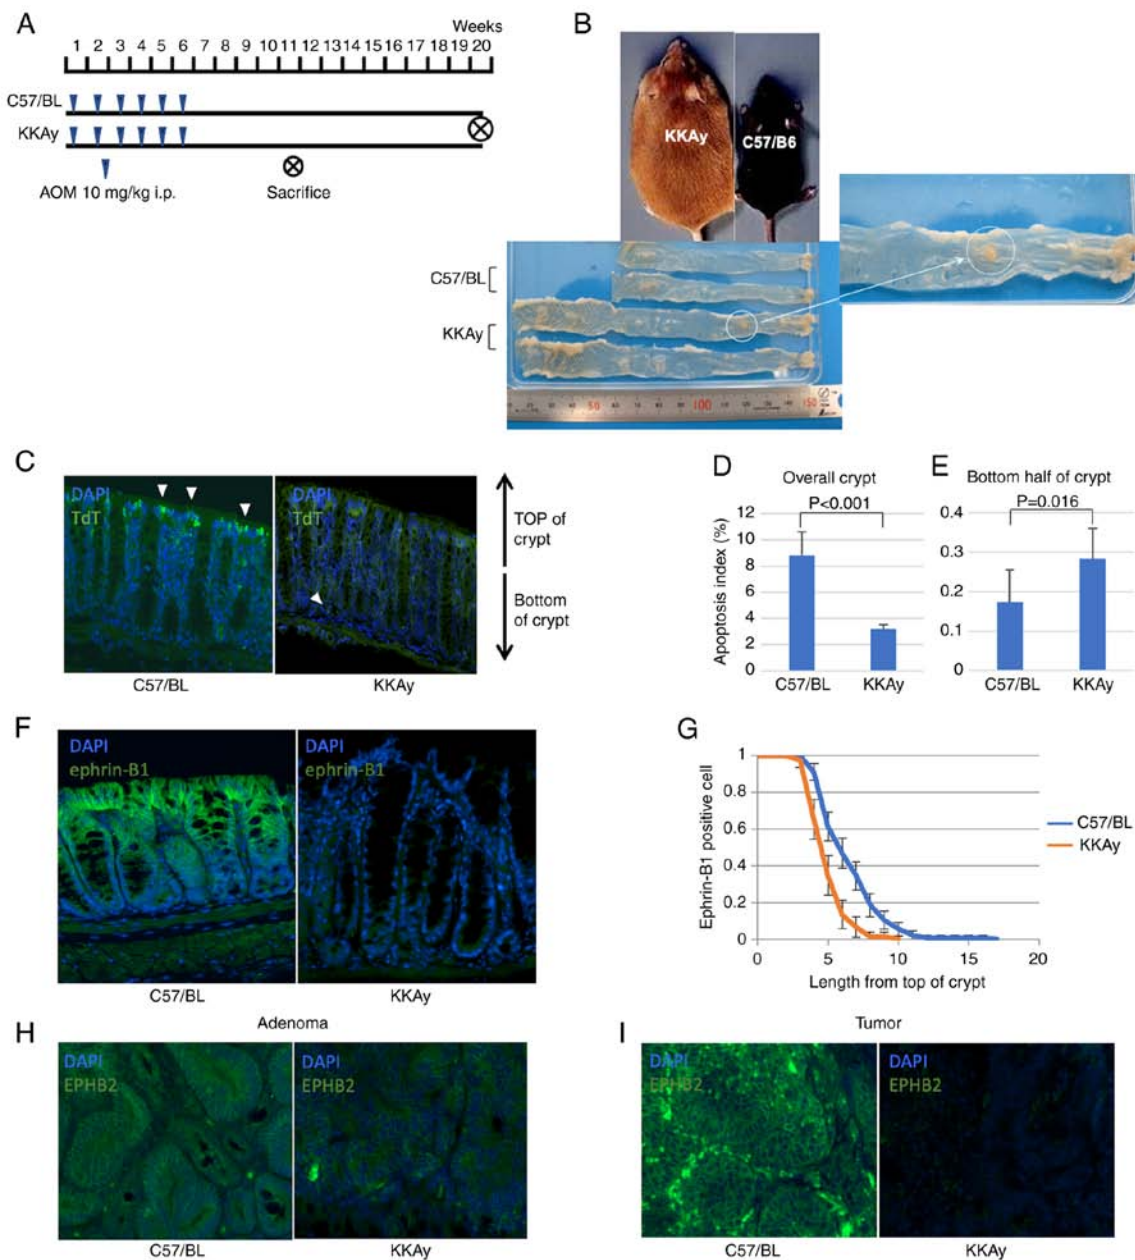 A
Weeks
1 2 3 4 5 6 7 8 9 10 11 12 13 14 15 16 17 18 19 20
C57/BL
KKAy
AOM 10 mg/kg i.p.
Sacrifice
B
KKAy
C57/B6
C57/BL
KKAy
50
100
150
C
DAPI
TdT
DAPI
TdT
TOP of
crypt
Bottom
of crypt
C57/BL
KKAy
D
Overall crypt
P<0.001
Apoptosis index (%)
12
10
8
6
4
2
0
C57/BL
KKAy
E
Bottom half of crypt
P=0.016
0.4
0.3
0.2
0.1
0
C57/BL
KKAy
F
DAPI
ephrin-B1
DAPI
ephrin-B1
C57/BL
KKAy
G
Ephrin-B1 positive cell
1
0.8
0.6
0.4
0.2
0
0 5 10 15 20
Length from top of crypt
C57/BL
KKAy
H
Adenoma
DAPI
EPHB2
DAPI
EPHB2
C57/BL
KKAy
I
Tumor
DAPI
EPHB2
DAPI
EPHB2
C57/BL
KKAy